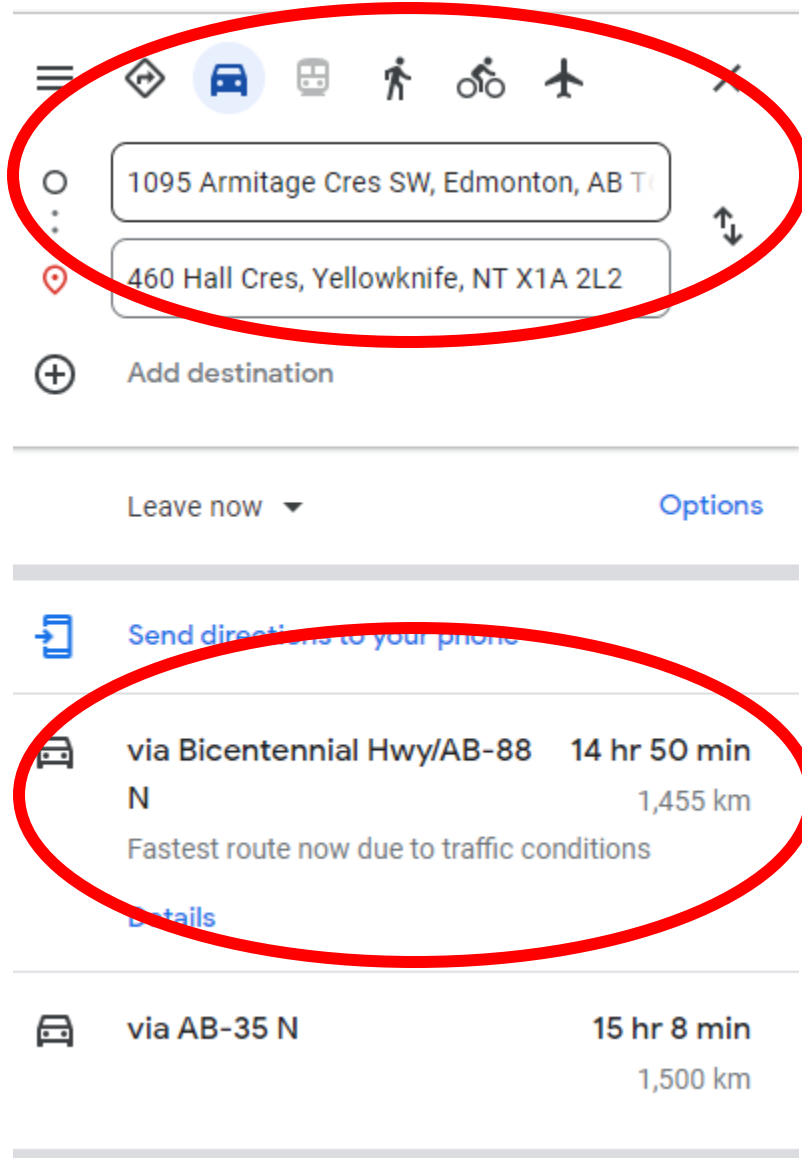 1095 Armitage Cres SW, Edmonton, AB
460 Hall Cres, Yellowknife, NT X1A 2L2
Add destination
Leave now
Options
Send directions to your phone
via Bicentennial Hwy/AB-88 14 hr 50 min
N 1,455 km
Fastest route now due to traffic conditions
Details
via AB-35 N 15 hr 8 min
1,500 km